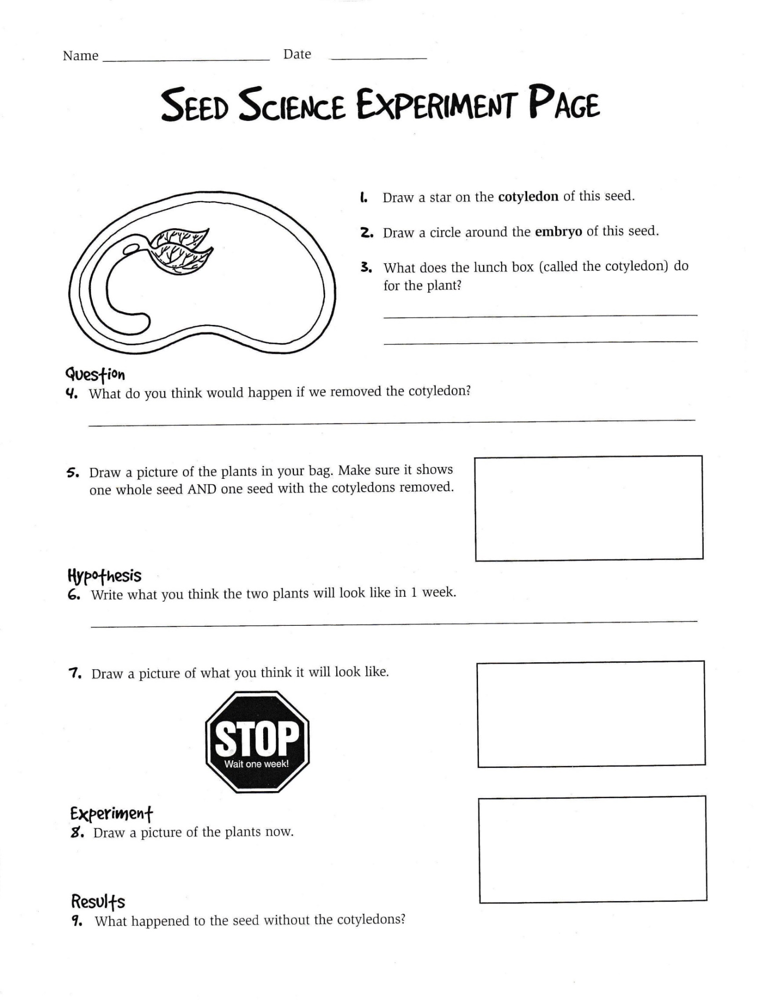 Name Date
SEED SCIENCE EXPERIMENT PAGE
1. Draw a star on the cotyledon of this seed.
2. Draw a circle around the embryo of this seed.
3. What does the lunch box (called the cotyledon) do
for the plant?
Question
4. What do you think would happen if we removed the cotyledon?
5. Draw a picture of the plants in your bag. Make sure it shows
one whole seed AND one seed with the cotyledons removed.
Hypothesis
6. Write what you think the two plants will look like in 1 week.
7. Draw a picture of what you think it will look like.
STOP
Wait one week!
Experiment
8. Draw a picture of the plants now.
Results
9. What happened to the seed without the cotyledons?